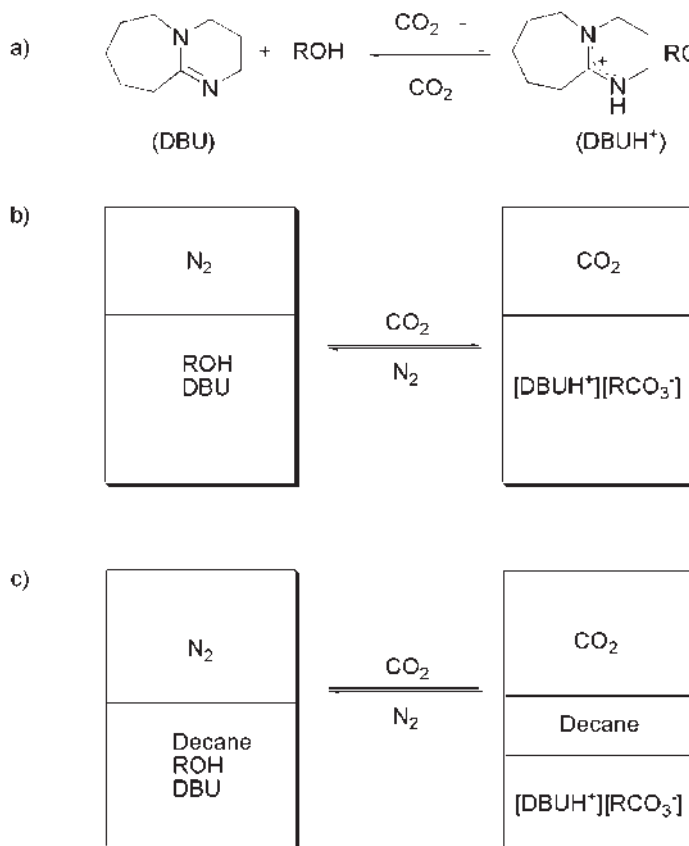 a)
N
N
+ ROH
CO₂ -
-
CO₂
N
+
N
H
RC
(DBU)
(DBUH⁺)
b)
N₂
ROH
DBU
CO₂
N₂
CO₂
[DBUH⁺][RCO₃⁻]
c)
N₂
Decane
ROH
DBU
CO₂
N₂
CO₂
Decane
[DBUH⁺][RCO₃⁻]